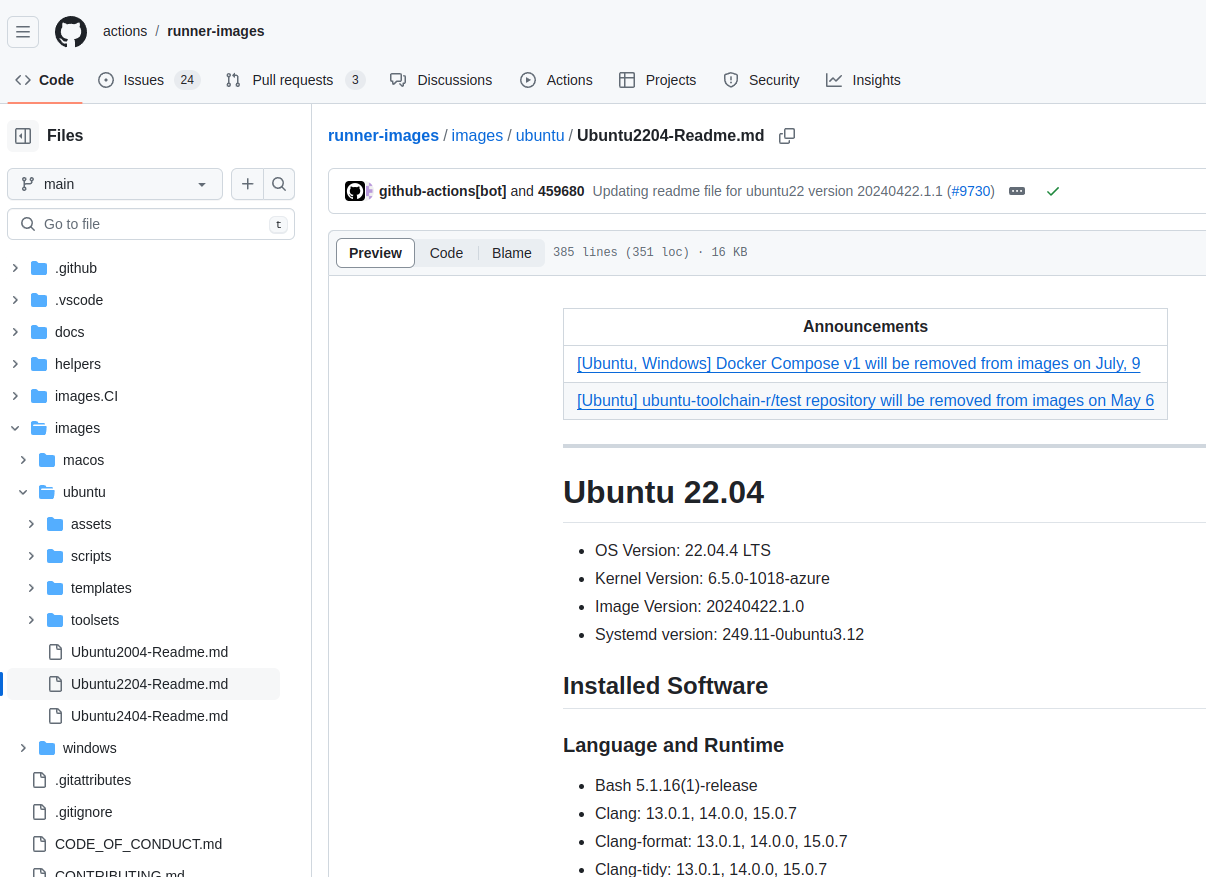 actions / runner-images
Code Issues 24 Pull requests 3 Discussions Actions Projects Security Insights
Files
main
Go to file t
.github
.vscode
docs
helpers
images.CI
images
macos
ubuntu
assets
scripts
templates
toolsets
Ubuntu2004-Readme.md
Ubuntu2204-Readme.md
Ubuntu2404-Readme.md
windows
.gitattributes
.gitignore
CODE_OF_CONDUCT.md
CONTRIBUTING.md
runner-images / images / ubuntu / Ubuntu2204-Readme.md
github-actions[bot] and 459680 Updating readme file for ubuntu22 version 20240422.1.1 (#9730)
Preview Code Blame 385 lines (351 loc) · 16 KB
Announcements
[Ubuntu, Windows] Docker Compose v1 will be removed from images on July, 9
[Ubuntu] ubuntu-toolchain-r/test repository will be removed from images on May 6
Ubuntu 22.04
• OS Version: 22.04.4 LTS
• Kernel Version: 6.5.0-1018-azure
• Image Version: 20240422.1.0
• Systemd version: 249.11-0ubuntu3.12
Installed Software
Language and Runtime
• Bash 5.1.16(1)-release
• Clang: 13.0.1, 14.0.0, 15.0.7
• Clang-format: 13.0.1, 14.0.0, 15.0.7
• Clang-tidy: 13.0.1, 14.0.0, 15.0.7